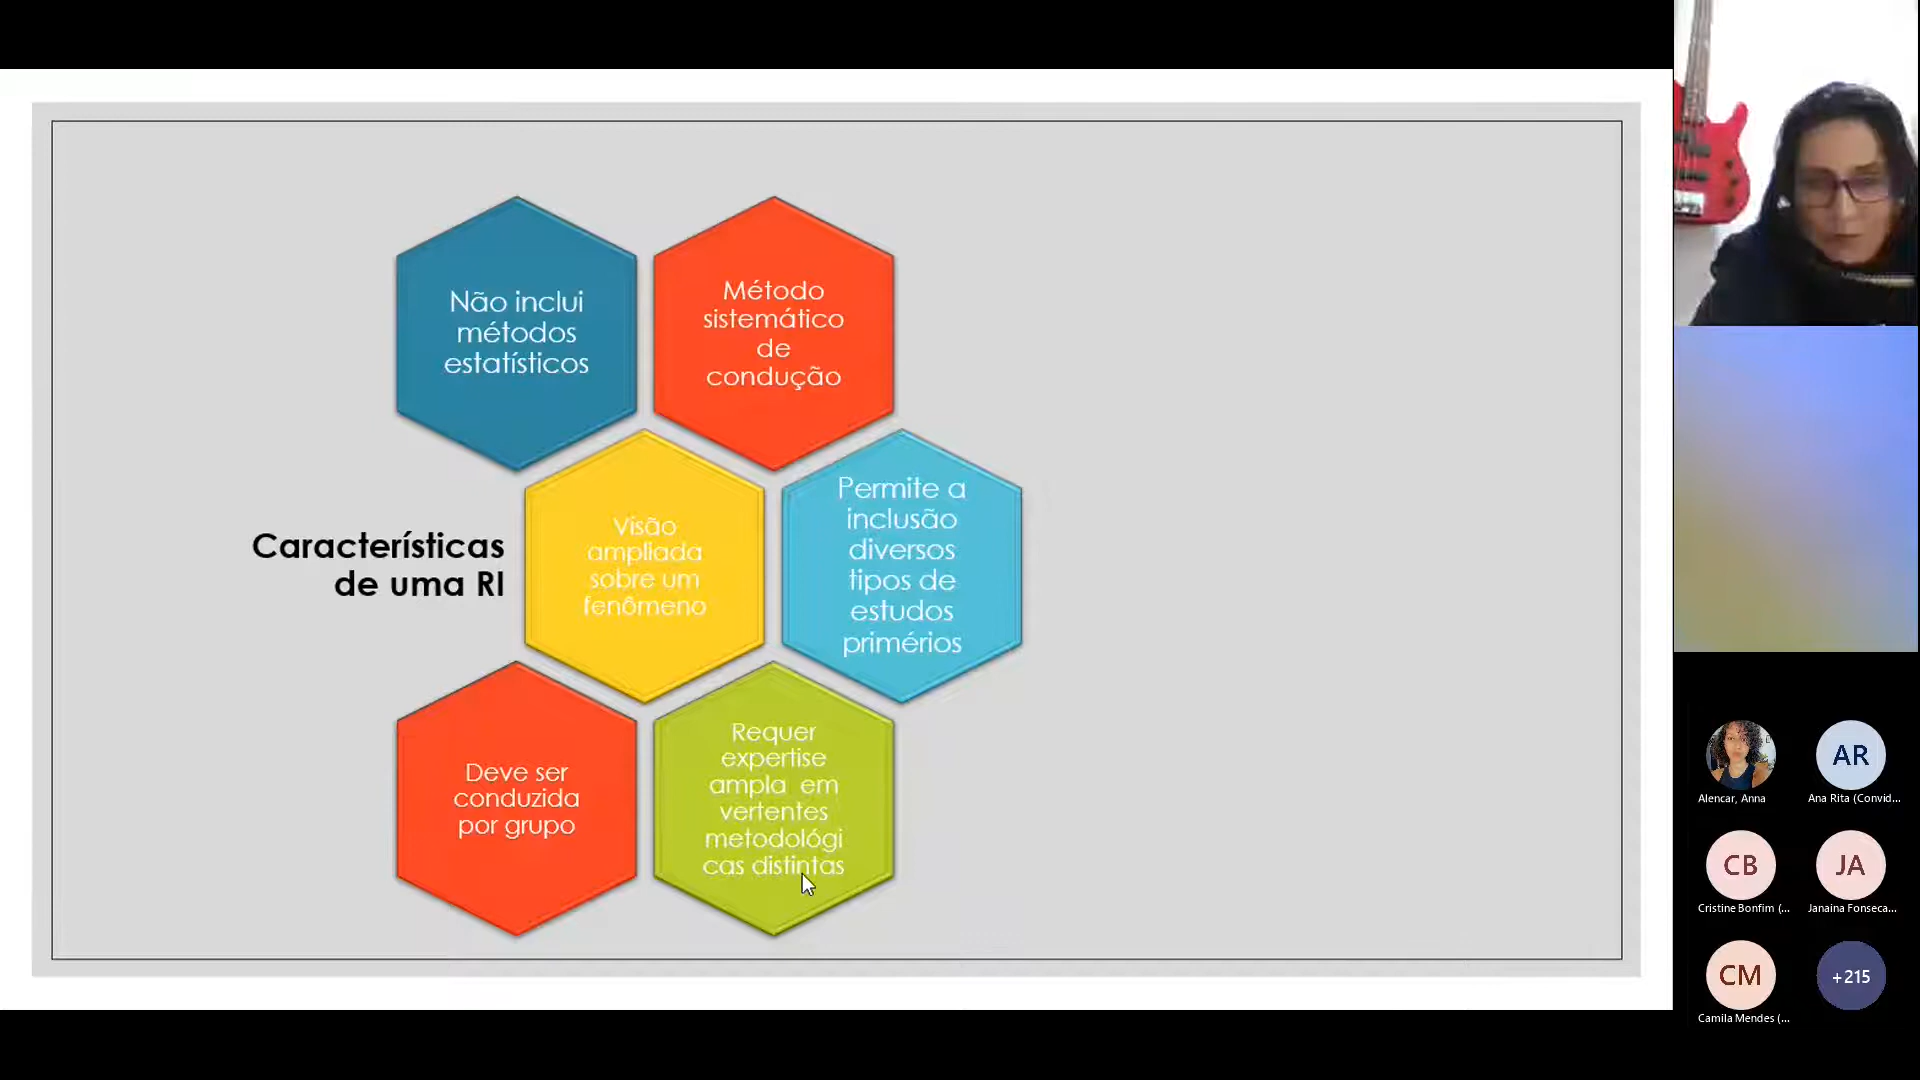 Não inclui
métodos
estatísticos
Método
sistemático
de
condução
Características
de uma RI
Visão
ampliada
sobre um
fenômeno
Permite a
inclusão
diversos
tipos de
estudos
primérios
Deve ser
conduzida
por grupo
Requer
expertise
ampla em
vertentes
metodológi
cas distintas
Alencar, Anna
AR
Ana Rita (Convid...
CB
Cristine Bonfim (...
JA
Janaina Fonseca...
CM
Camila Mendes (...
+215